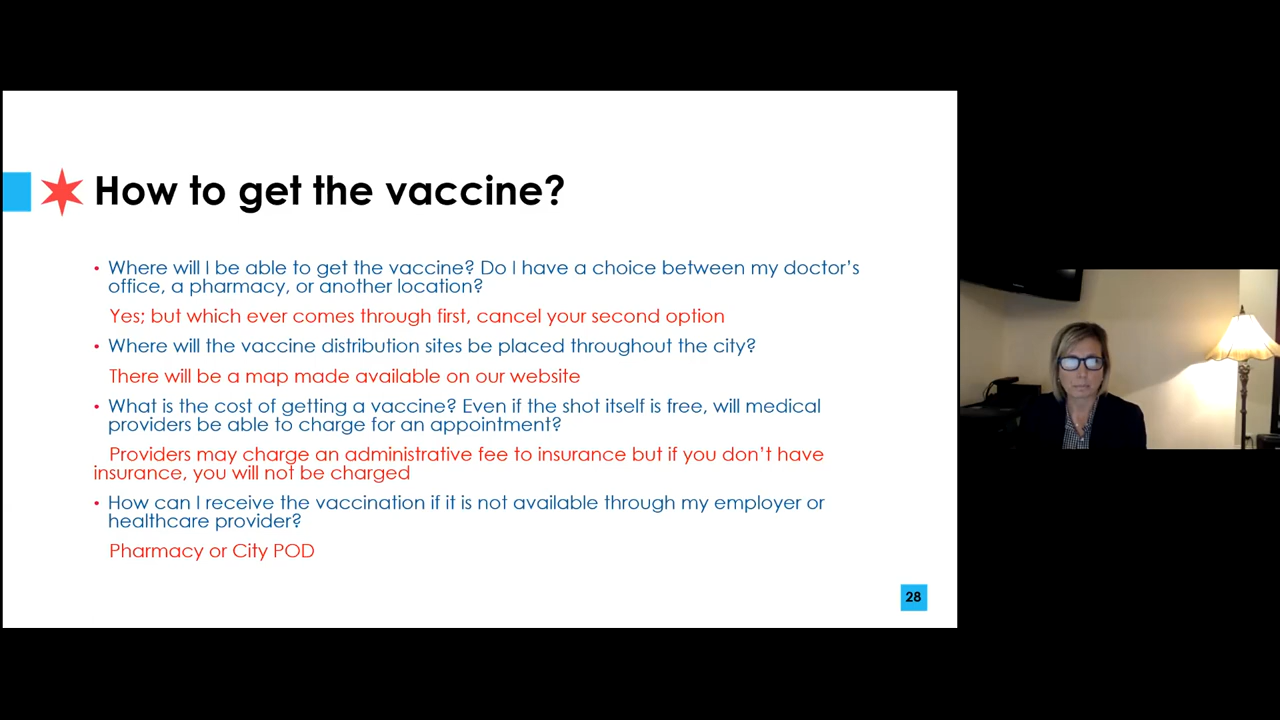 How to get the vaccine?
• Where will I be able to get the vaccine? Do I have a choice between my doctor's
office, a pharmacy, or another location?
Yes; but which ever comes through first, cancel your second option
• Where will the vaccine distribution sites be placed throughout the city?
There will be a map made available on our website
• What is the cost of getting a vaccine? Even if the shot itself is free, will medical
providers be able to charge for an appointment?
Providers may charge an administrative fee to insurance but if you don't have
insurance, you will not be charged
• How can I receive the vaccination if it is not available through my employer or
healthcare provider?
Pharmacy or City POD
28